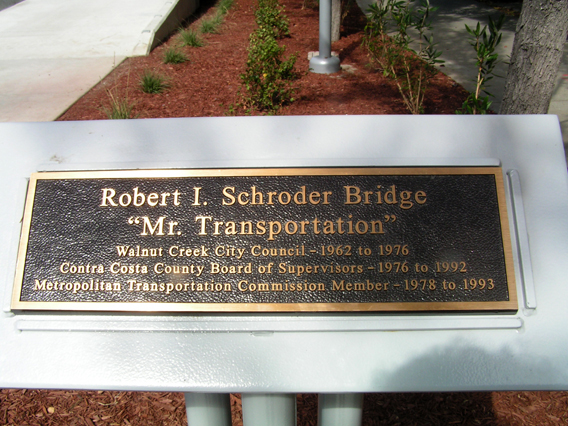 Robert I. Schroder Bridge
“Mr. Transportation”
Walnut Creek City Council – 1962 to 1976
Contra Costa County Board of Supervisors – 1976 to 1992
Metropolitan Transportation Commission Member – 1978 to 1993